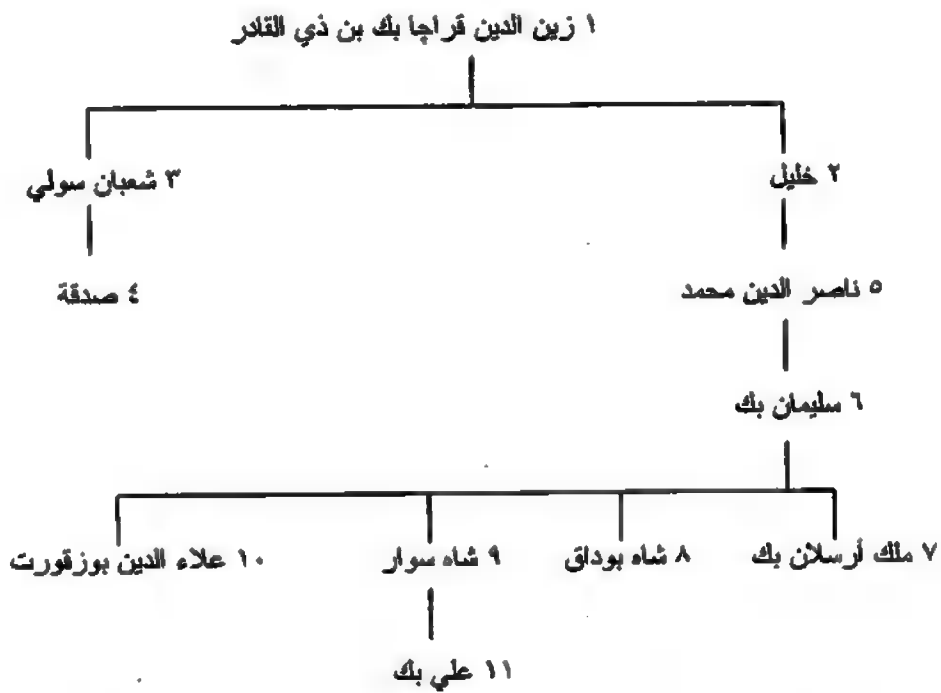 ١ زين الدين قراچا بك بن ذي القادر
٢ خليل
٣ شعبان سولي
٥ ناصر الدين محمد
٤ صدقة
٦ سليمان بك
٧ ملك أرسلان بك
٨ شاه بوداق
٩ شاه سوار
١٠ علاء الدين بوزقورت
١١ علي بك